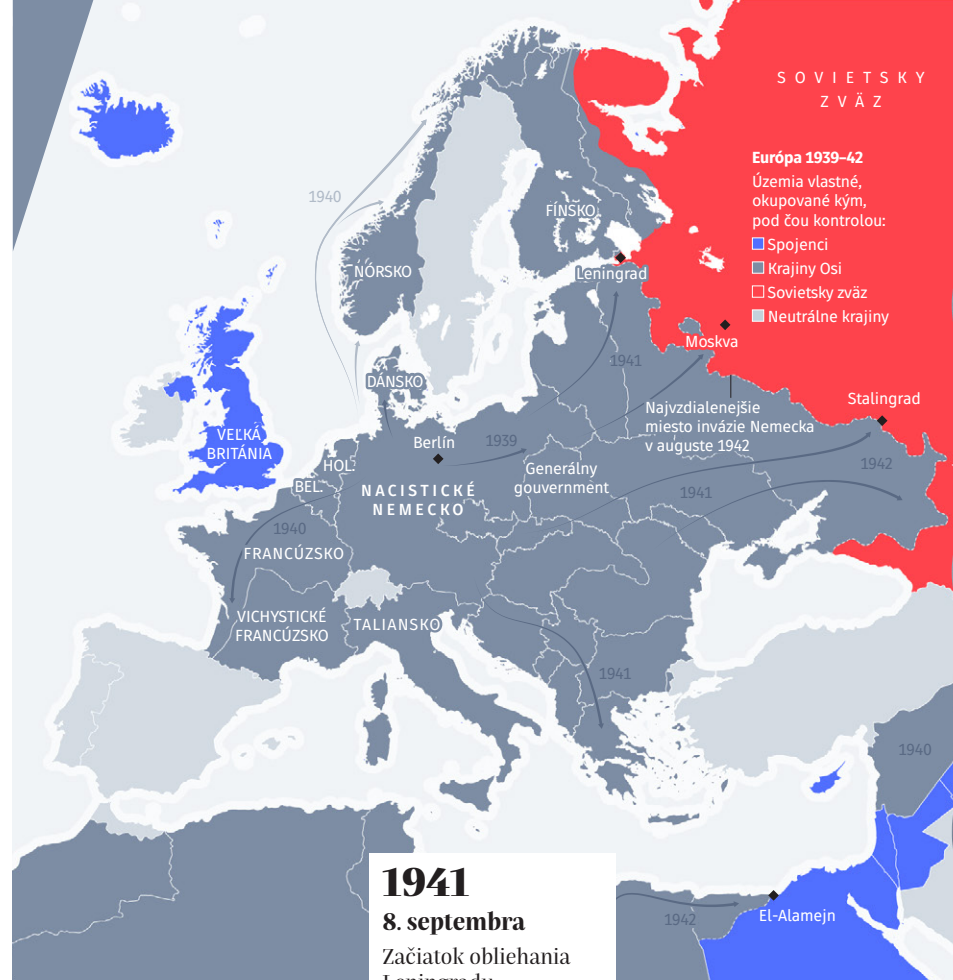 SOVIETSKY
ZVÄZ
Európa 1939–42
Územia vlastné,
okupované kým,
pod čou kontrolou:
Spojenci
Krajiny Osi
Sovietsky zväz
Neutrálne krajiny
1940
FÍNSKO
NÓRSKO
Leningrad
Moskva
1941
DÁNSKO
Stalingrad
Najvzdialenejšie
miesto invázie Nemecka
v auguste 1942
VEĽKÁ
BRITÁNIA
Berlín
1939
HOL.
BEL.
Generálny
gouvernment
1942
NACISTICKÉ
NEMECKO
1941
1940
FRANCÚZSKO
VICHYSTICKÉ
FRANCÚZSKO
TALIANSKO
1941
1940
1941
8. septembra
Začiatok obliehania
Leningradu
1942
El-Alamejn